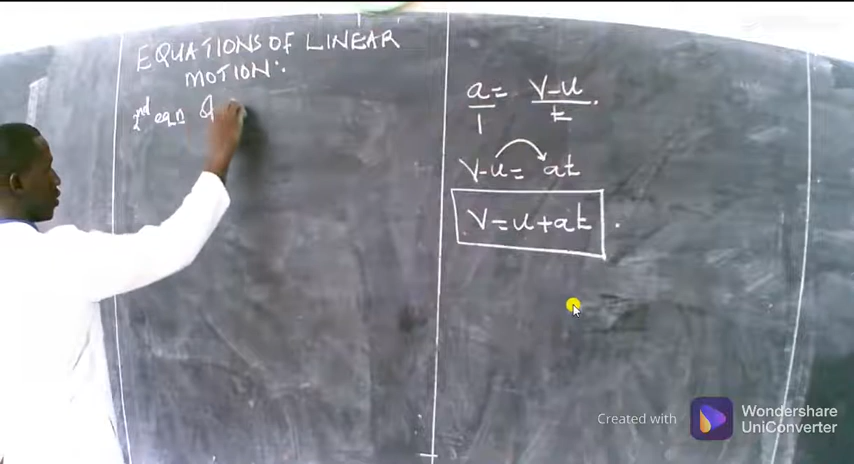 EQUATIONS OF LINEAR
MOTION:
2nd eqn
a/1 = v-u/t.
v-u = at
v = u+at.
Created with Wondershare UniConverter